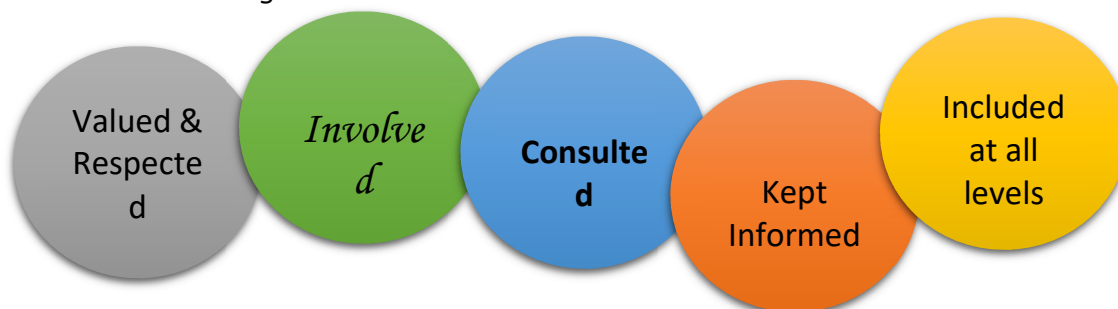 Valued &
Respecte
d
Involve
d
Consulte
d
Kept
Informed
Included
at all
levels